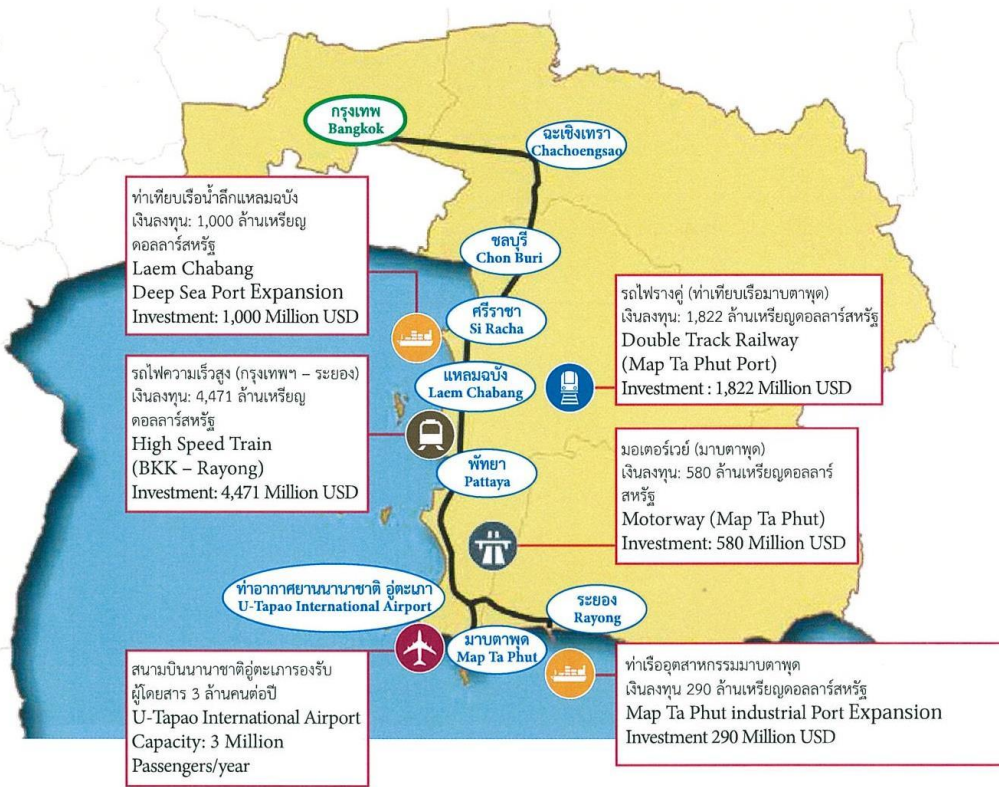 กรุงเทพ
Bangkok
ฉะเชิงเทรา
Chachoengsao
ท่าเทียบเรือน้ำลึกแหลมฉบัง
เงินลงทุน: 1,000 ล้านเหรียญ
ดอลลาร์สหรัฐ
Laem Chabang
Deep Sea Port Expansion
Investment: 1,000 Million USD
ชลบุรี
Chon Buri
ศรีราชา
Si Racha
รถไฟรางคู่ (ท่าเทียบเรือมาบตาพุด)
เงินลงทุน: 1,822 ล้านเหรียญดอลลาร์สหรัฐ
Double Track Railway
(Map Ta Phut Port)
Investment : 1,822 Million USD
รถไฟความเร็วสูง (กรุงเทพฯ – ระยอง)
เงินลงทุน: 4,471 ล้านเหรียญ
ดอลลาร์สหรัฐ
High Speed Train
(BKK – Rayong)
Investment: 4,471 Million USD
แหลมฉบัง
Laem Chabang
พัทยา
Pattaya
มอเตอร์เวย์ (มาบตาพุด)
เงินลงทุน: 580 ล้านเหรียญดอลลาร์
สหรัฐ
Motorway (Map Ta Phut)
Investment: 580 Million USD
ท่าอากาศยานนานาชาติ อู่ตะเภา
U-Tapao International Airport
ระยอง
Rayong
มาบตาพุด
Map Ta Phut
สนามบินนานาชาติอู่ตะเภารองรับ
ผู้โดยสาร 3 ล้านคนต่อปี
U-Tapao International Airport
Capacity: 3 Million
Passengers/year
ท่าเรืออุตสาหกรรมมาบตาพุด
เงินลงทุน 290 ล้านเหรียญดอลลาร์สหรัฐ
Map Ta Phut industrial Port Expansion
Investment 290 Million USD